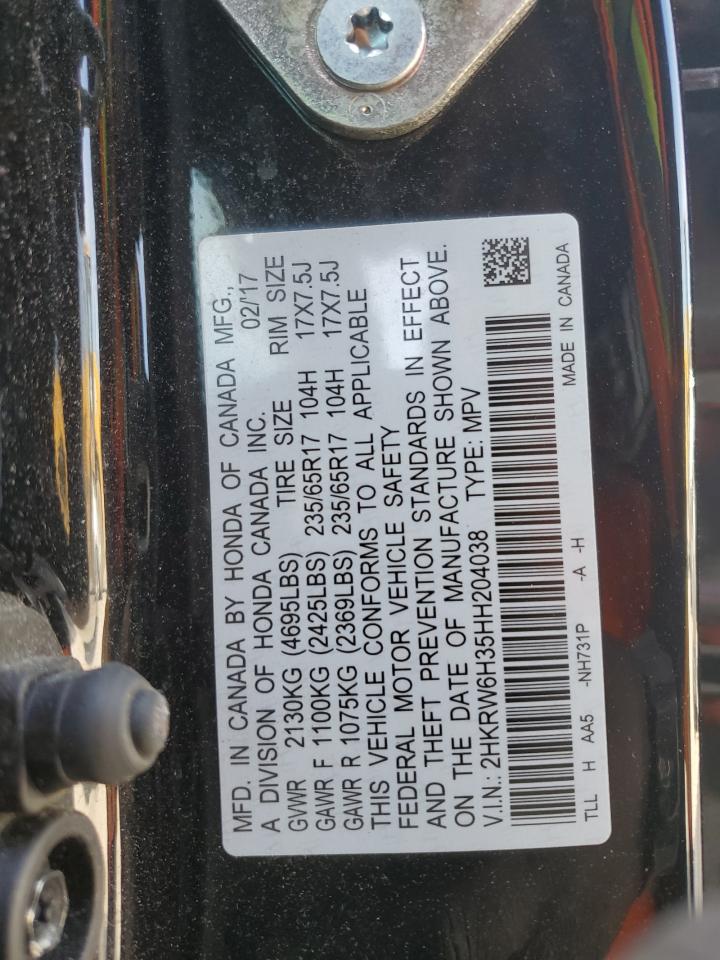 MFD. IN CANADA BY HONDA OF CANADA MFG.,
A DIVISION OF HONDA CANADA INC. 02/'17
GVWR 2130KG (4695LBS) TIRE SIZE RIM SIZE
GAWR F 1100KG (2425LBS) 235/65R17 104H 17X7.5J
GAWR R 1075KG (2369LBS) 235/65R17 104H 17X7.5J
THIS VEHICLE CONFORMS TO ALL APPLICABLE
FEDERAL MOTOR VEHICLE SAFETY
AND THEFT PREVENTION STANDARDS IN EFFECT
ON THE DATE OF MANUFACTURE SHOWN ABOVE.
V.I.N.: 2HKRW6H35HH204038 TYPE: MPV
TLL H AA5 -NH731P -A -H MADE IN CANADA